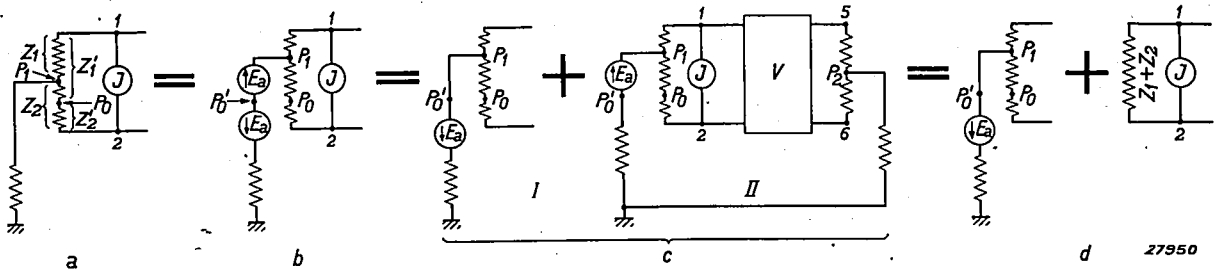 1
Z1
P1
Z1'
J
Z2
P0
Z2'
2
a
=
1
P1
Ea
P0'
J
Ea
P0
2
b
=
P1
P0'
P0
Ea
I
+
1
5
P1
Ea
J
V
P2
P0'
P0
2
6
II
c
=
P1
P0'
P0
Ea
+
1
Z1+Z2
J
2
d
27950